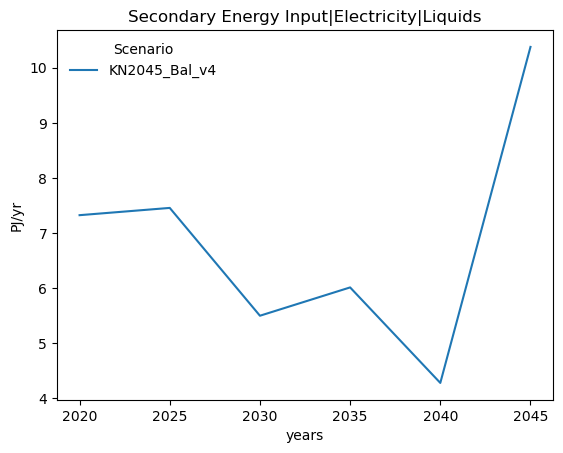 Secondary Energy Input|Electricity|Liquids
Scenario
KN2045_Bal_v4
PJ/yr
10
9
8
7
6
5
4
2020 2025 2030 2035 2040 2045
years